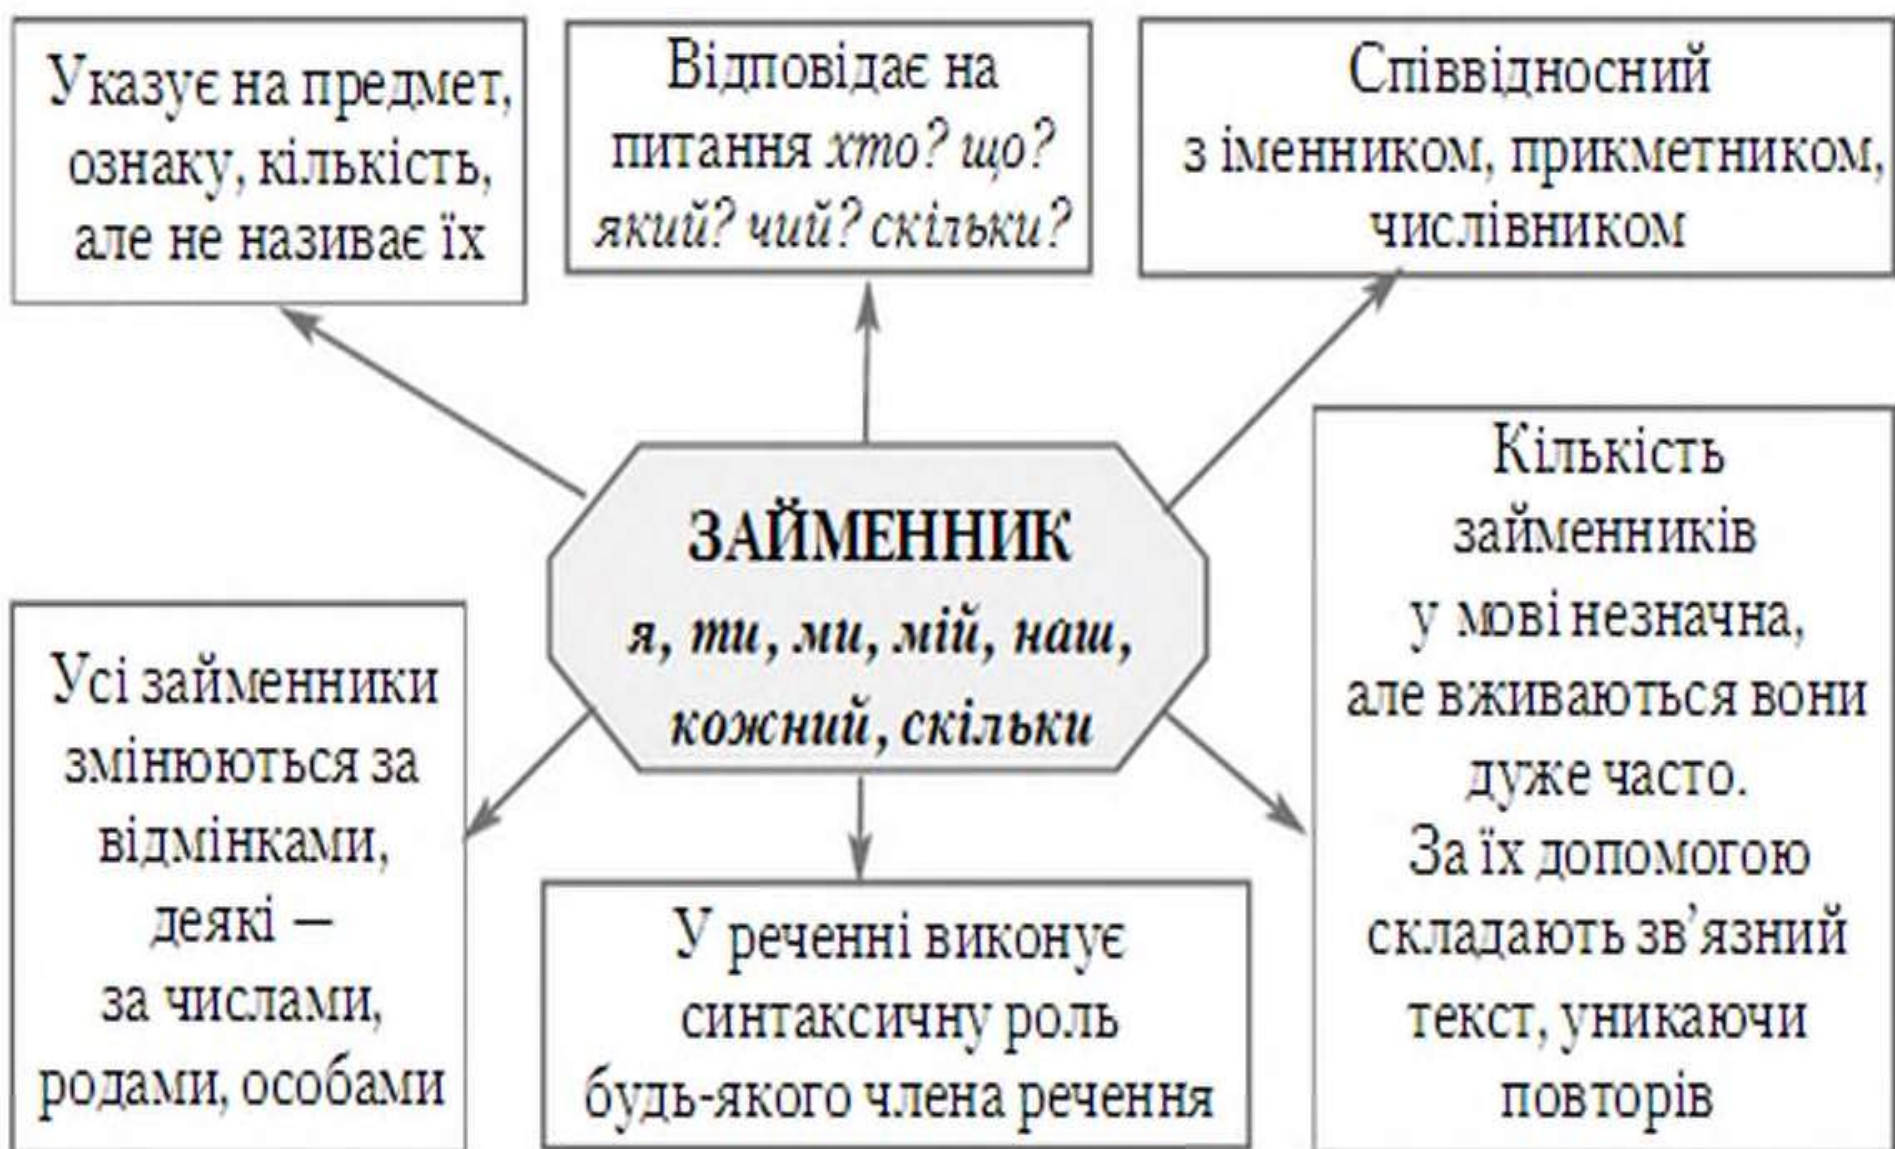 Указує на предмет,
ознаку, кількість,
але не називає їх
Відповідає на
питання хто? що?
який? чий? скільки?
Співвідносний
з іменником, прикметником,
числівником
ЗАЙМЕННИК
я, ти, ми, мій, наш,
кожний, скільки
Усі займенники
змінюються за
відмінками,
деякі —
за числами,
родами, особами
У реченні виконує
синтаксичну роль
будь-якого члена речення
Кількість
займенників
у мові незначна,
але вживаються вони
дуже часто.
За їх допомогою
складають зв’язний
текст, уникаючи
повторів